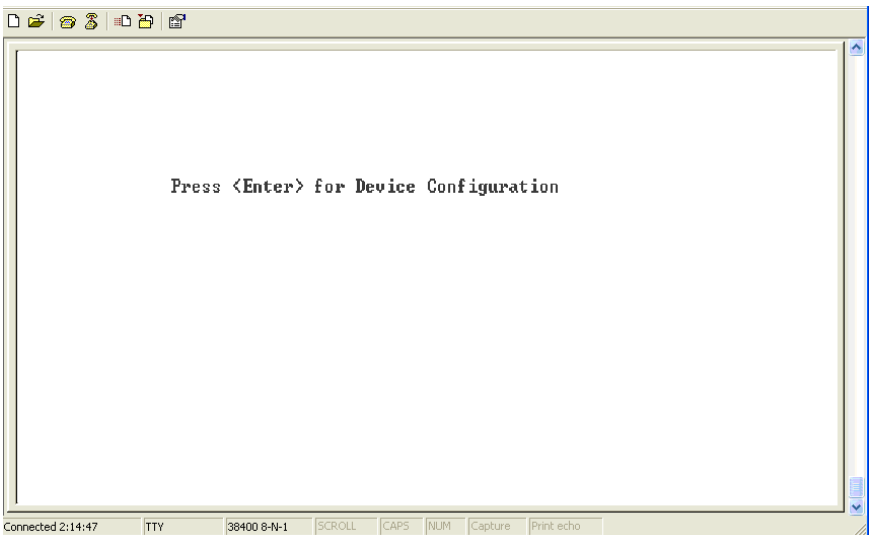 Press <Enter> for Device Configuration
Connected 2:14:47 TTY 38400 8-N-1 SCROLL CAPS NUM Capture Print echo